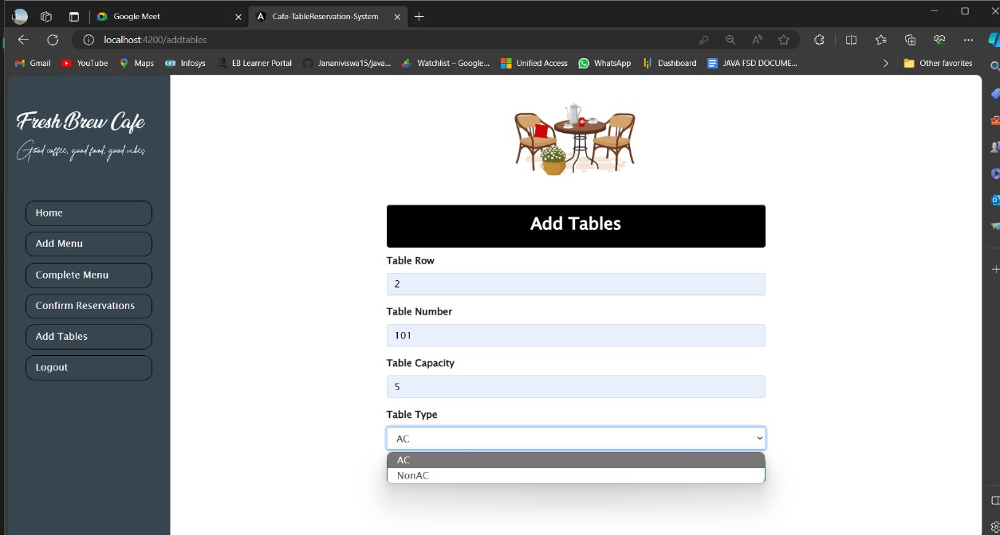 Google Meet
Cafe-TableReservation-System
localhost:4200/addtables
Gmail
YouTube
Maps
Infosys
EB Learner Portal
Jananiviswa15/java...
Watchlist – Google...
Unified Access
WhatsApp
Dashboard
JAVA FSD DOCUME...
Other favorites
Fresh Brew Cafe
Good coffee, good food, good vibes
Home
Add Menu
Complete Menu
Confirm Reservations
Add Tables
Logout
Add Tables
Table Row
2
Table Number
101
Table Capacity
5
Table Type
AC
AC
NonAC